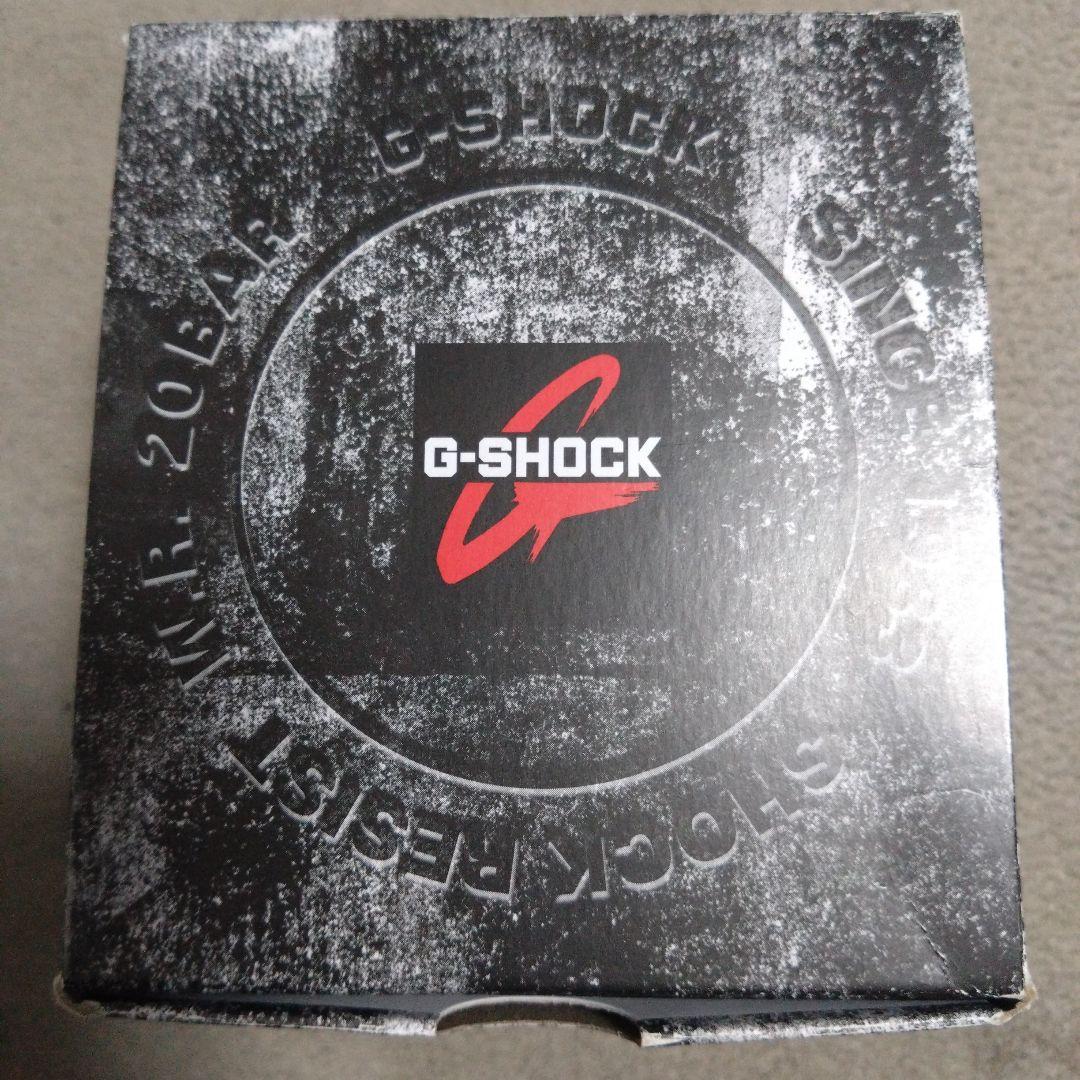 G-SHOCK
SINCE 1983
SHOCK RESIST
W.R. 20BAR
G-SHOCK